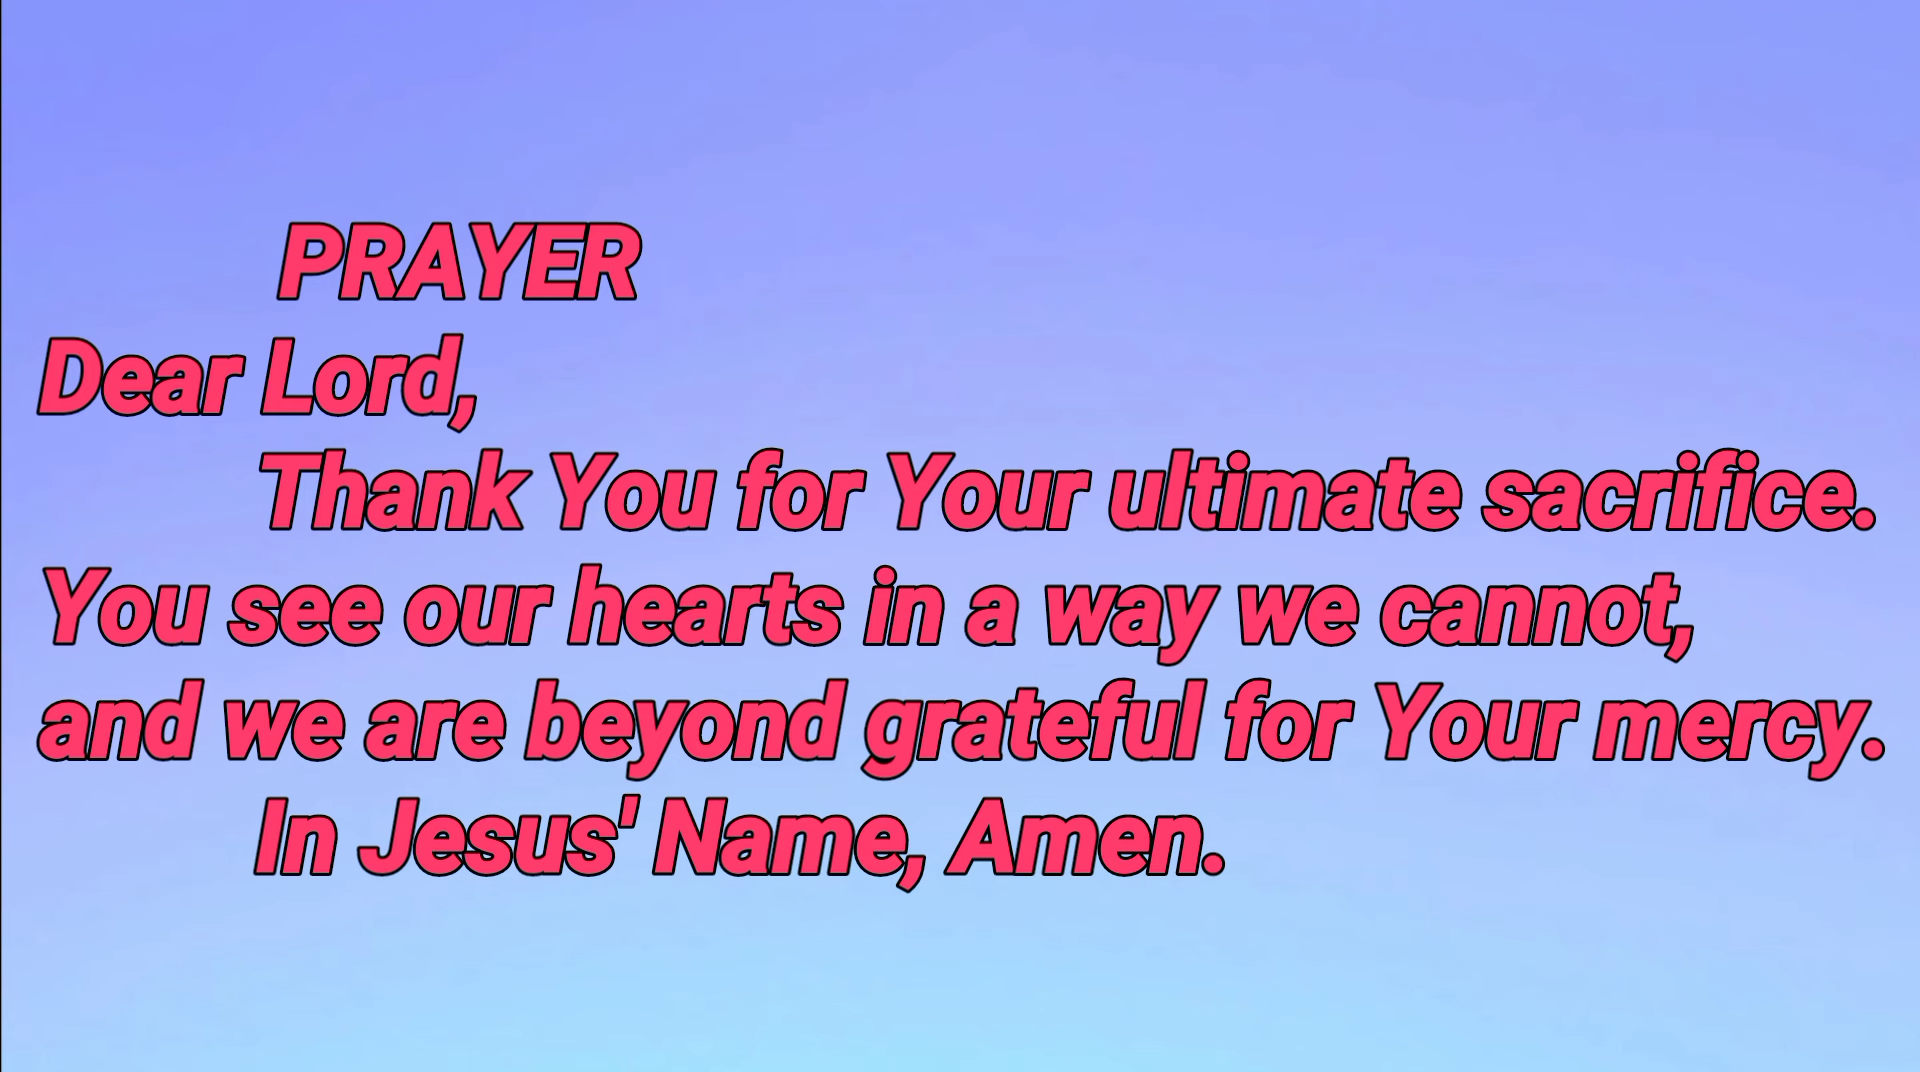 PRAYER
Dear Lord,
Thank You for Your ultimate sacrifice.
You see our hearts in a way we cannot,
and we are beyond grateful for Your mercy.
In Jesus' Name, Amen.